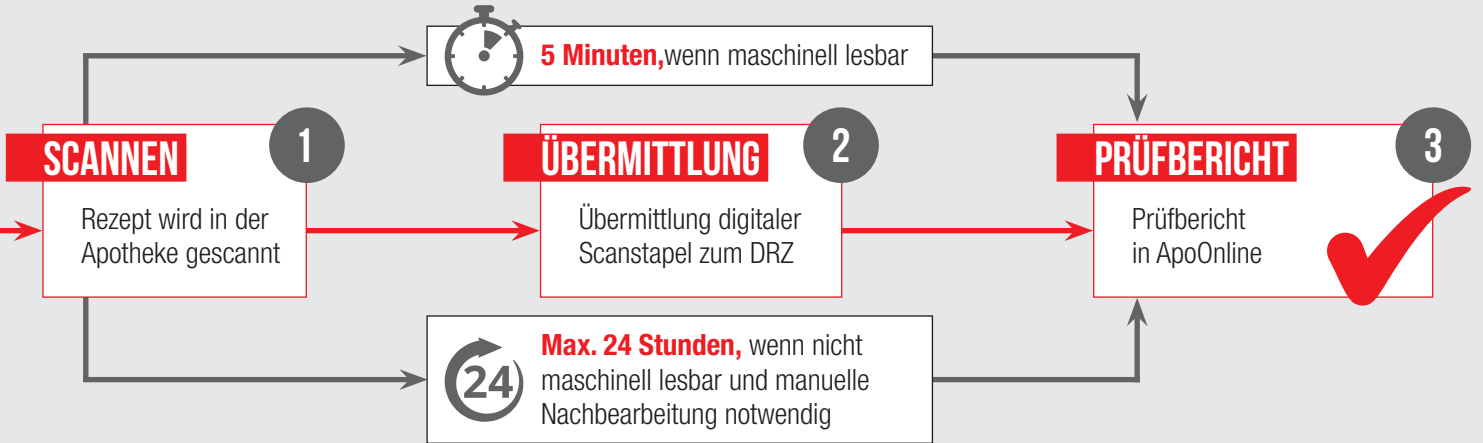 5 Minuten,wenn maschinell lesbar
SCANNEN
1
Rezept wird in der
Apotheke gescannt
ÜBERMITTLUNG
2
Übermittlung digitaler
Scanstapel zum DRZ
PRÜFBERICHT
3
Prüfbericht
in ApoOnline
24
Max. 24 Stunden, wenn nicht
maschinell lesbar und manuelle
Nachbearbeitung notwendig